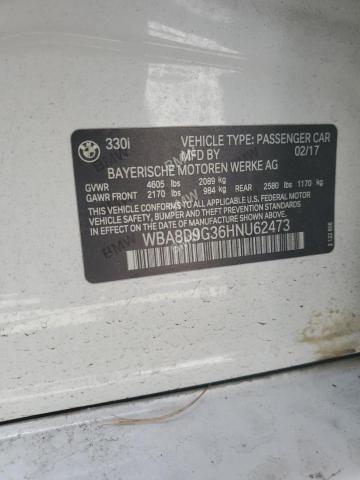 BMW 330i VEHICLE TYPE: PASSENGER CAR
MFD BY 02/17
BAYERISCHE MOTOREN WERKE AG
GVWR 4605 lbs 2089 kg
GAWR FRONT 2170 lbs 984 kg REAR 2580 lbs 1170 kg
THIS VEHICLE CONFORMS TO ALL APPLICABLE U.S. FEDERAL MOTOR
VEHICLE SAFETY, BUMPER, AND THEFT PREVENTION STANDARDS
IN EFFECT ON THE DATE OF MANUFACTURE SHOWN ABOVE.
WBA8D9G36HNU62473